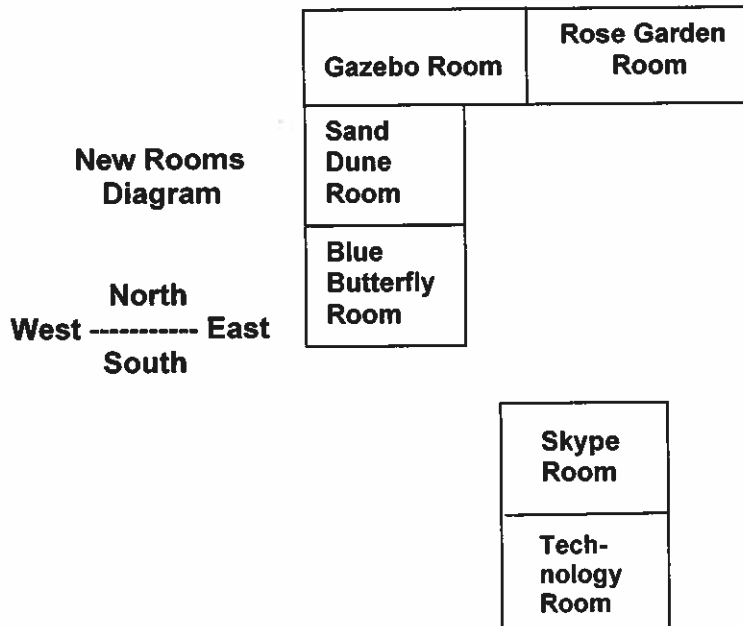 Gazebo Room
Rose Garden
Room
Sand
Dune
Room
New Rooms
Diagram
Blue
Butterfly
Room
North
West ----------- East
South
Skype
Room
Tech-
nology
Room